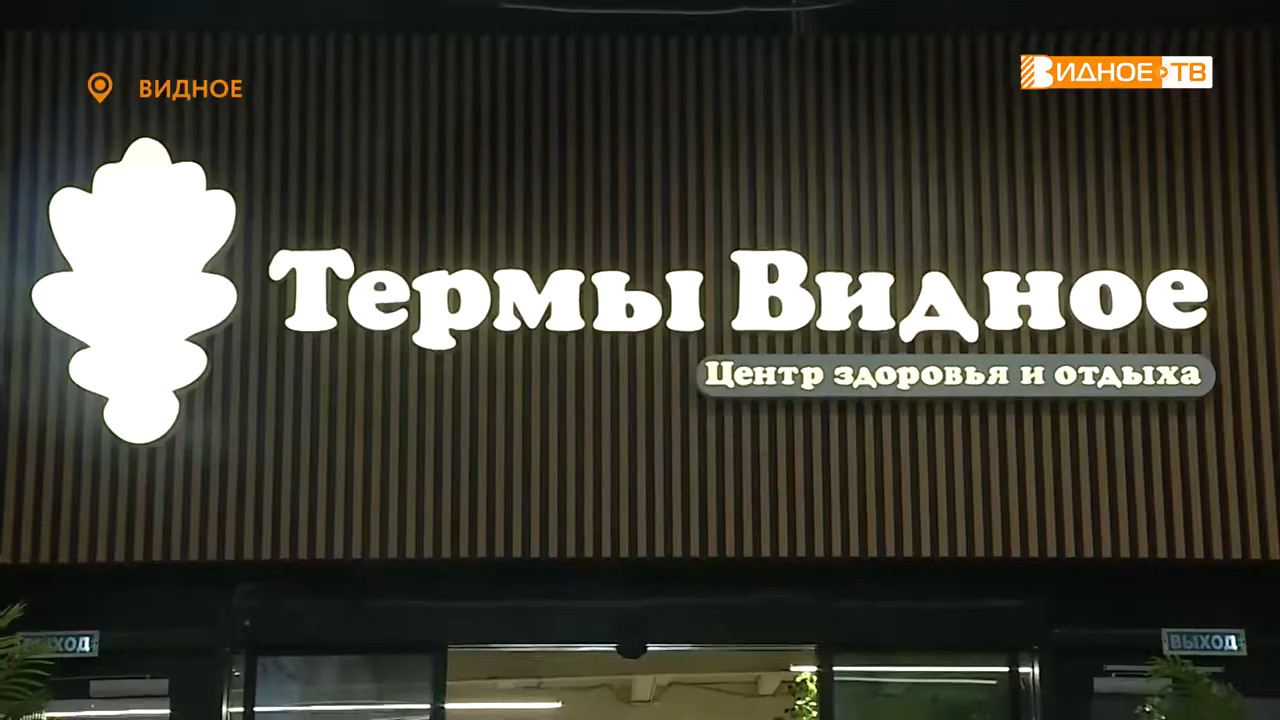 ВИДНОЕ
ВИДНОЕ ТВ
Термы Видное
Центр здоровья и отдыха
ВЫХОД
ВЫХОД